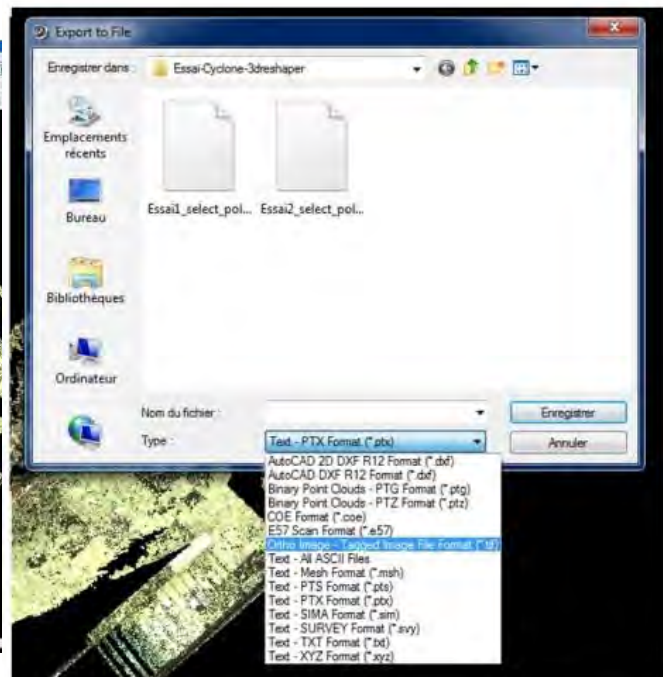 Export to File
Enregistrer dans :
Essai-Cyclone-3dreshaper
Emplacements
récents
Bureau
Bibliothèques
Ordinateur
Essai1_select_pol...
Essai2_select_pol...
Nom du fichier :
Enregistrer
Type :
Text - PTX Format (*.ptx)
Annuler
AutoCAD 2D DXF R12 Format (*.dxf)
AutoCAD DXF R12 Format (*.dxf)
Binary Point Clouds - PTG Format (*.ptg)
Binary Point Clouds - PTZ Format (*.ptz)
COE Format (*.coe)
E57 Scan Format (*.e57)
Ortho Image - Tagged Image File Format (*.tif)
Text - All ASCII Files
Text - Mesh Format (*.msh)
Text - PTS Format (*.pts)
Text - PTX Format (*.ptx)
Text - SIMA Format (*.sim)
Text - SURVEY Format (*.svy)
Text - TXT Format (*.txt)
Text - XYZ Format (*.xyz)